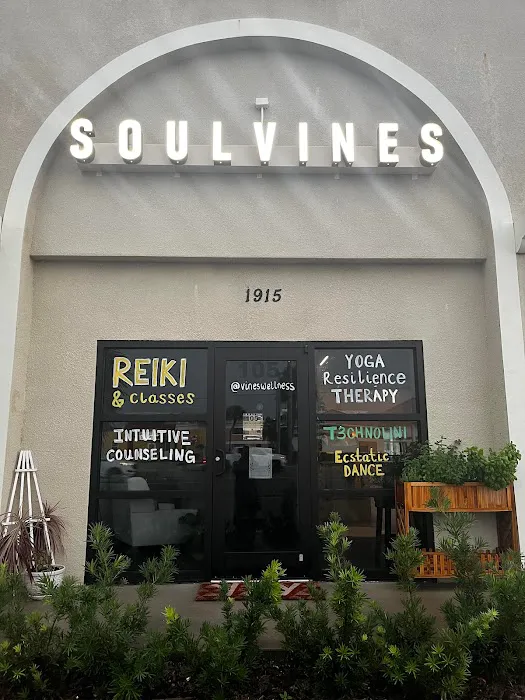 SOULVINES
1915
REIKI
& Classes
INTUITIVE
COUNSELING
@vineswellness
YOGA
Resilience
THERAPY
T3CHNOLINI
Ecstatic
DANCE